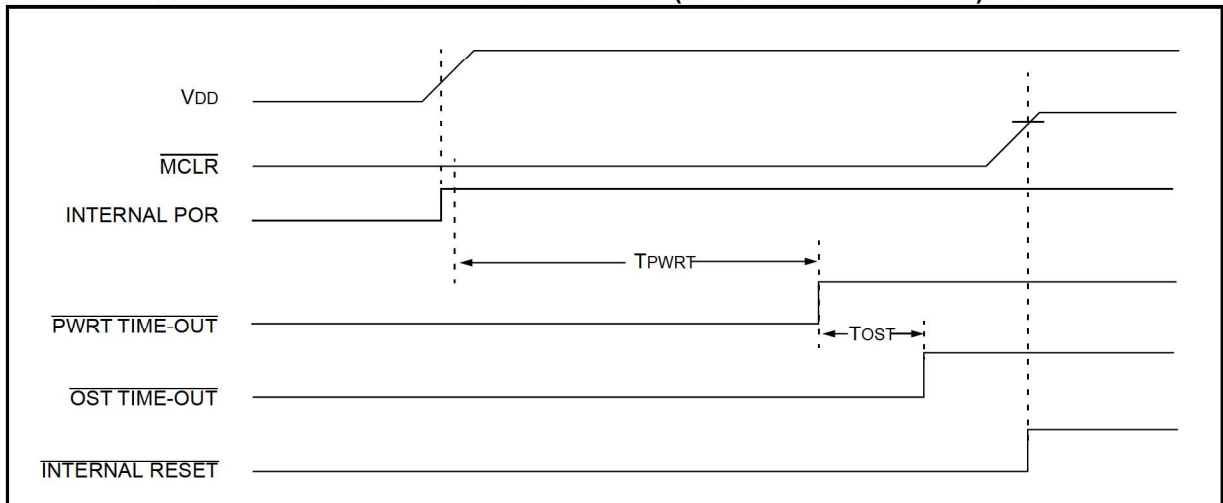 VDD
MCLR
INTERNAL POR
TPWRT
PWRT TIME-OUT
TOST
OST TIME-OUT
INTERNAL RESET